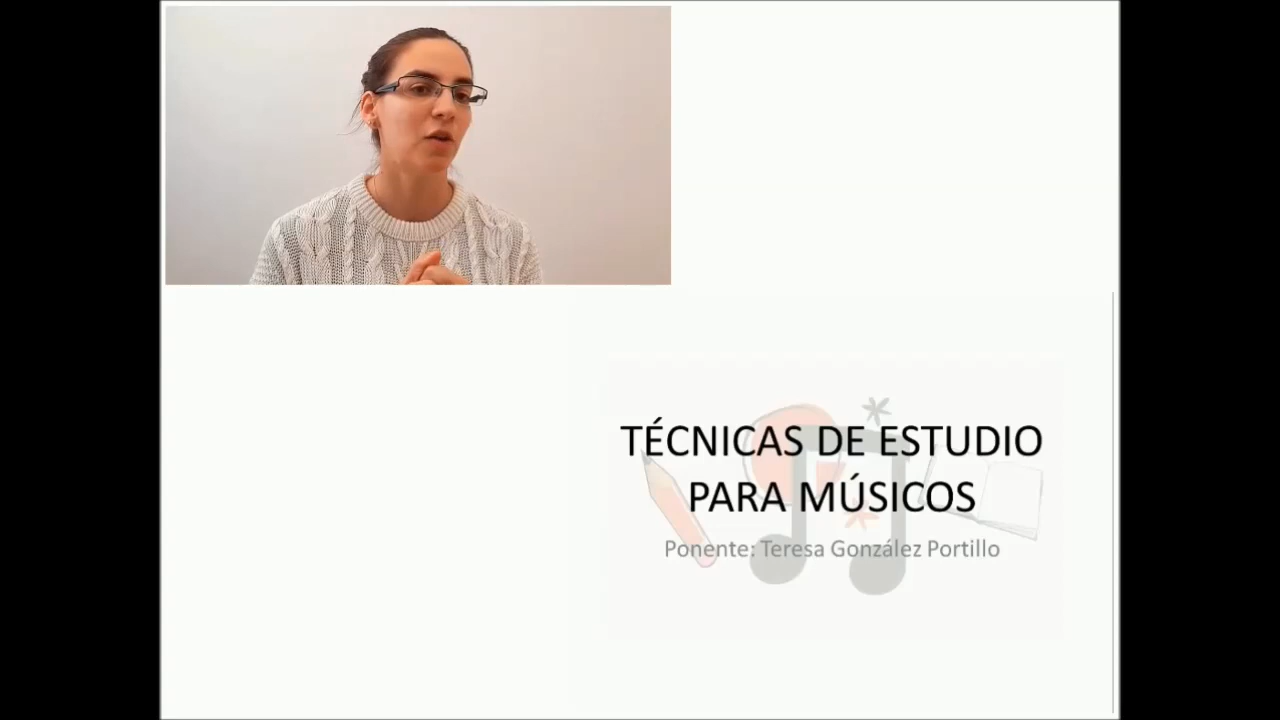 TÉCNICAS DE ESTUDIO
PARA MÚSICOS
Ponente: Teresa González Portillo